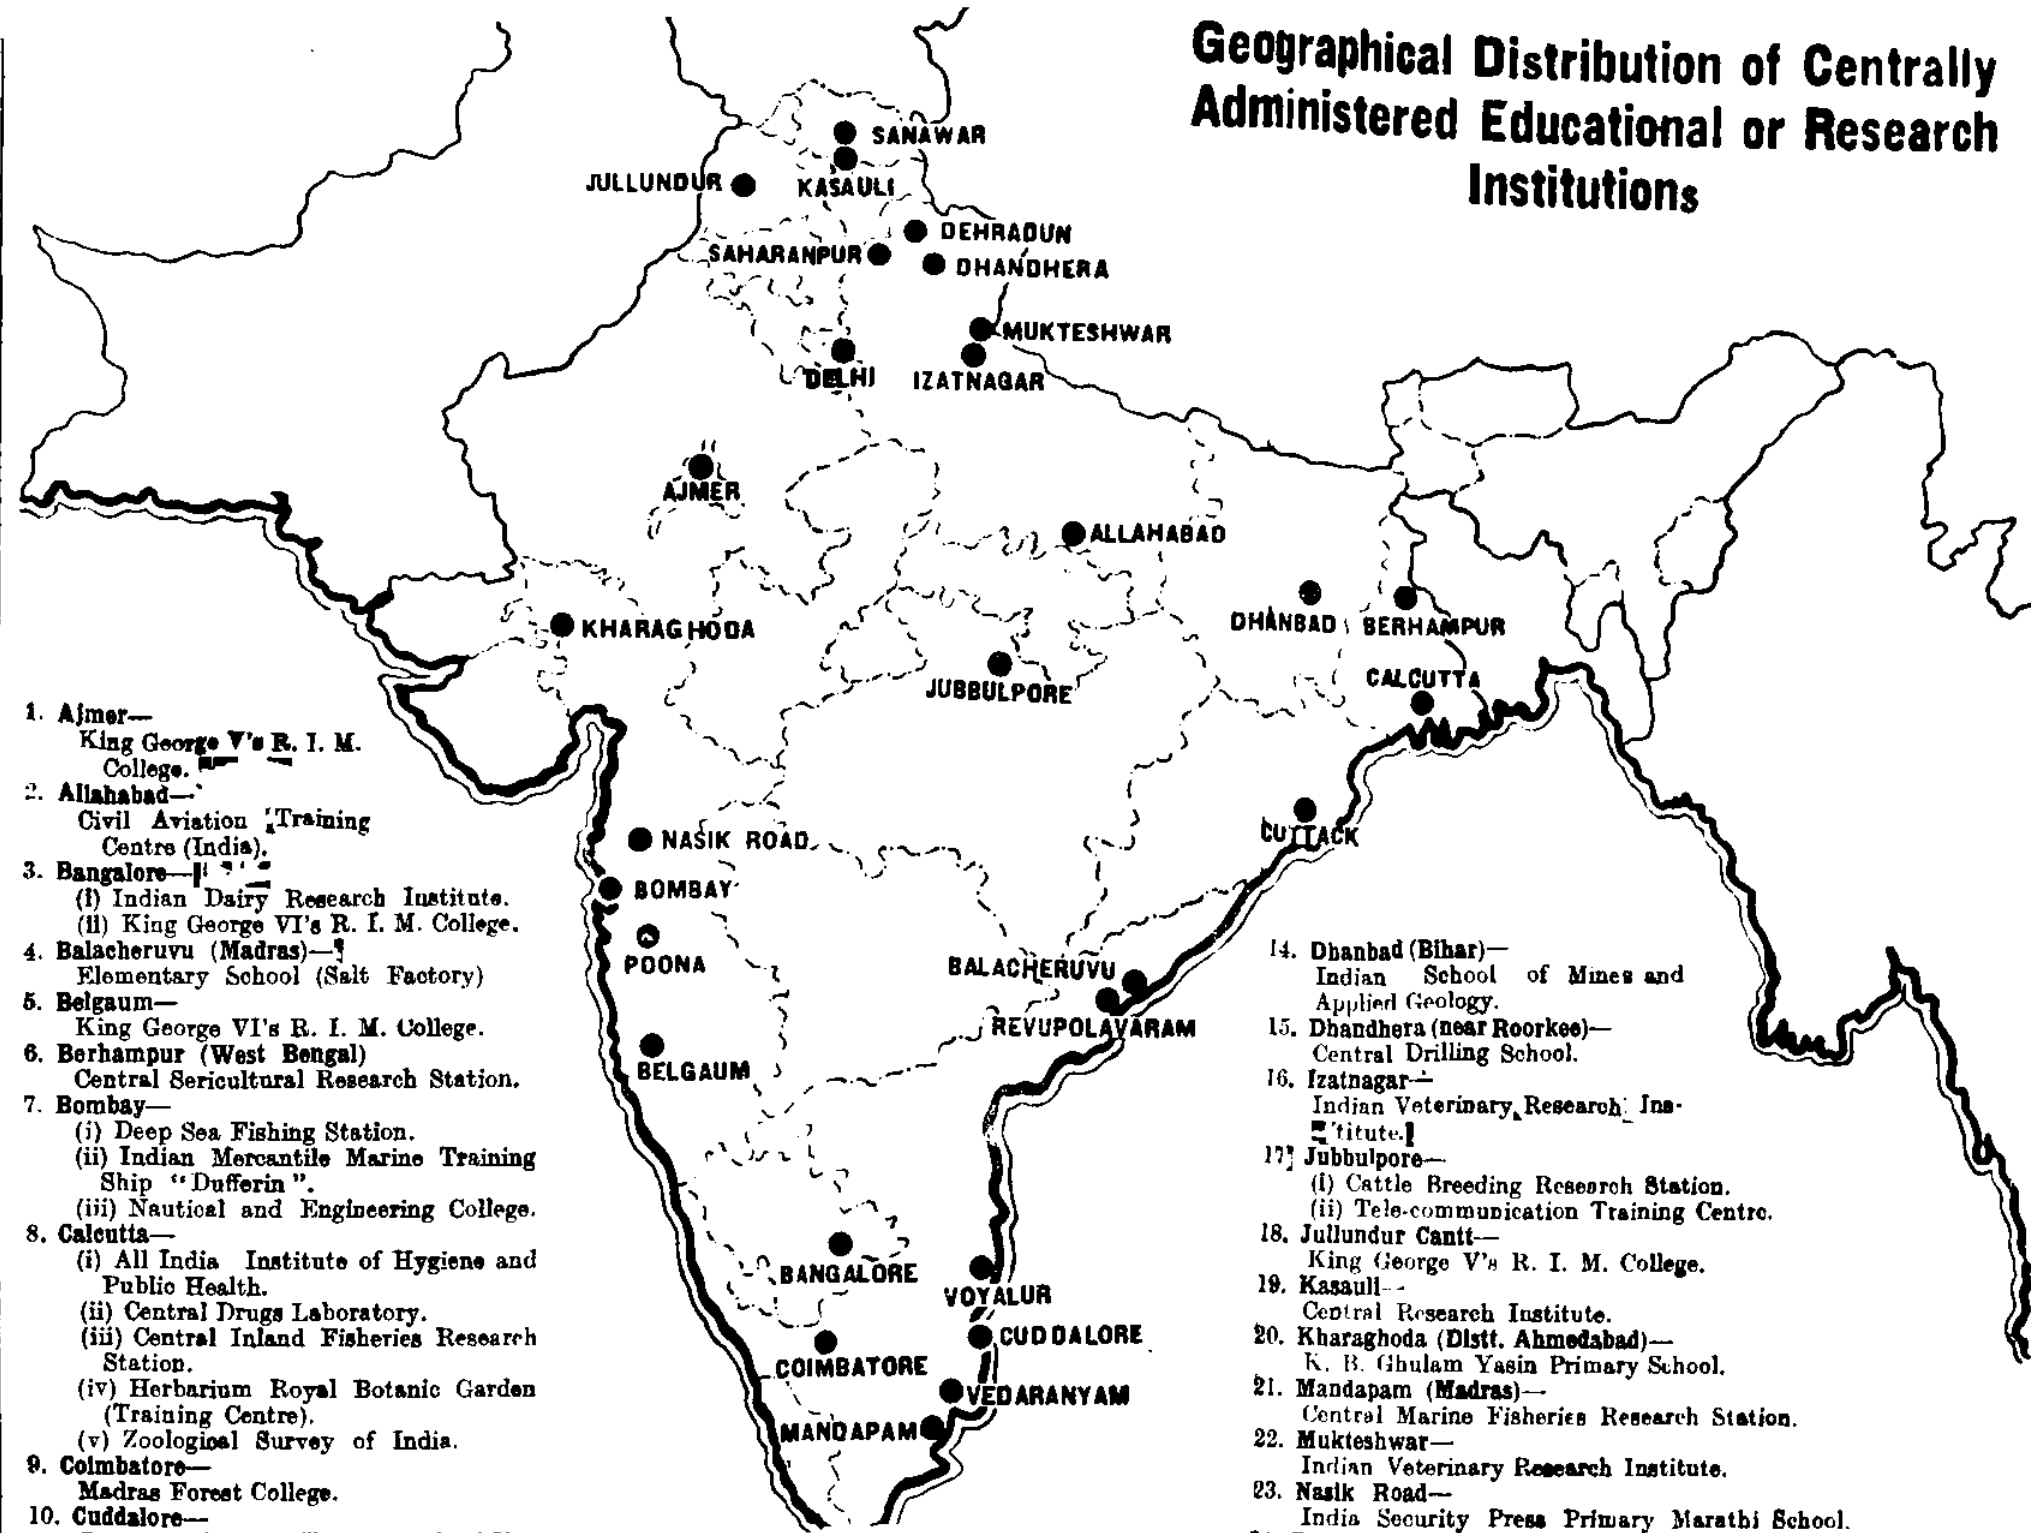 Geographical Distribution of Centrally
Administered Educational or Research
Institutions
SANAWAR
JULLUNDUR
KASAULI
DEHRADUN
SAHARANPUR
DHANDHERA
MUKTESHWAR
DELHI
IZATNAGAR
AJMER
ALLAHABAD
KHARAGHODA
DHANBAD
BERHAMPUR
JUBBULPORE
CALCUTTA
NASIK ROAD
CUTTACK
BOMBAY
POONA
BALACHERUVU
REVUPOLAVARAM
BELGAUM
BANGALORE
VOYALUR
CUDDALORE
COIMBATORE
VEDARANYAM
MANDAPAM
1. Ajmer—
King George V's R. I. M.
College.
2. Allahabad—
Civil Aviation Training
Centre (India).
3. Bangalore—
(i) Indian Dairy Research Institute.
(ii) King George VI's R. I. M. College.
4. Balacheruvu (Madras)—
Elementary School (Salt Factory)
5. Belgaum—
King George VI's R. I. M. College.
6. Berhampur (West Bengal)
Central Sericultural Research Station.
7. Bombay—
(i) Deep Sea Fishing Station.
(ii) Indian Mercantile Marine Training
Ship "Dufferin".
(iii) Nautical and Engineering College.
8. Calcutta—
(i) All India Institute of Hygiene and
Public Health.
(ii) Central Drugs Laboratory.
(iii) Central Inland Fisheries Research
Station.
(iv) Herbarium Royal Botanic Garden
(Training Centre).
(v) Zoological Survey of India.
9. Coimbatore—
Madras Forest College.
10. Cuddalore—
14. Dhanbad (Bihar)—
Indian School of Mines and
Applied Geology.
15. Dhandhera (near Roorkee)—
Central Drilling School.
16. Izatnagar—
Indian Veterinary Research Ins-
titute.
17. Jubbulpore—
(i) Cattle Breeding Research Station.
(ii) Tele-communication Training Centre.
18. Jullundur Cantt—
King George V's R. I. M. College.
19. Kasauli—
Central Research Institute.
20. Kharaghoda (Distt. Ahmedabad)—
K. B. Ghulam Yasin Primary School.
21. Mandapam (Madras)—
Central Marine Fisheries Research Station.
22. Mukteshwar—
Indian Veterinary Research Institute.
23. Nasik Road—
India Security Press Primary Marathi School.